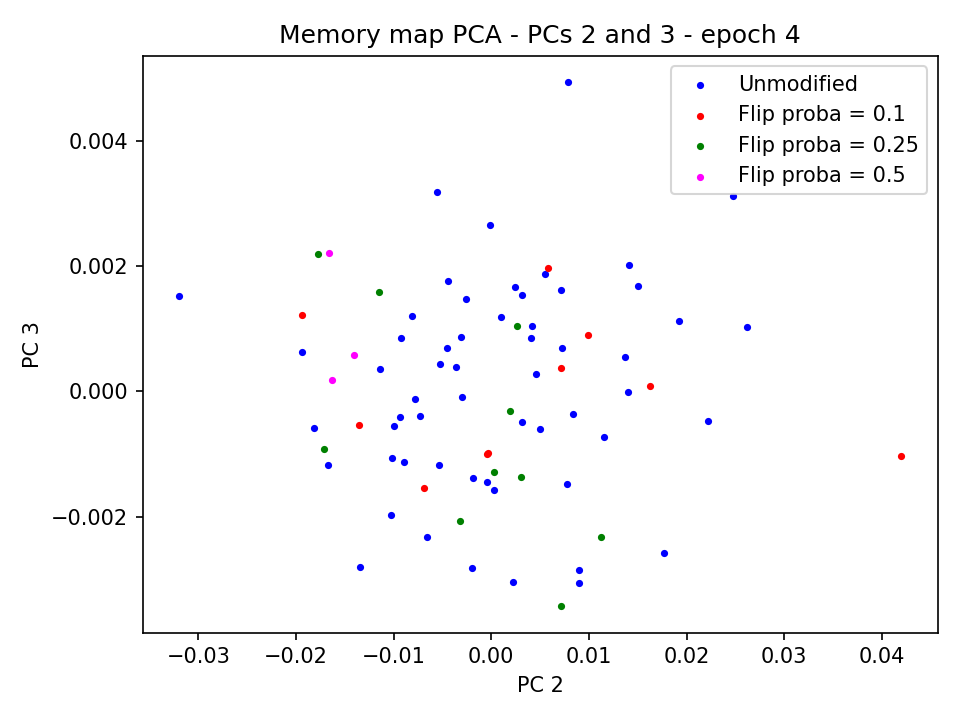 Memory map PCA - PCs 2 and 3 - epoch 4
Unmodified
Flip proba = 0.1
Flip proba = 0.25
Flip proba = 0.5
0.004
0.002
0.000
−0.002
PC 3
−0.03 −0.02 −0.01 0.00 0.01 0.02 0.03 0.04
PC 2